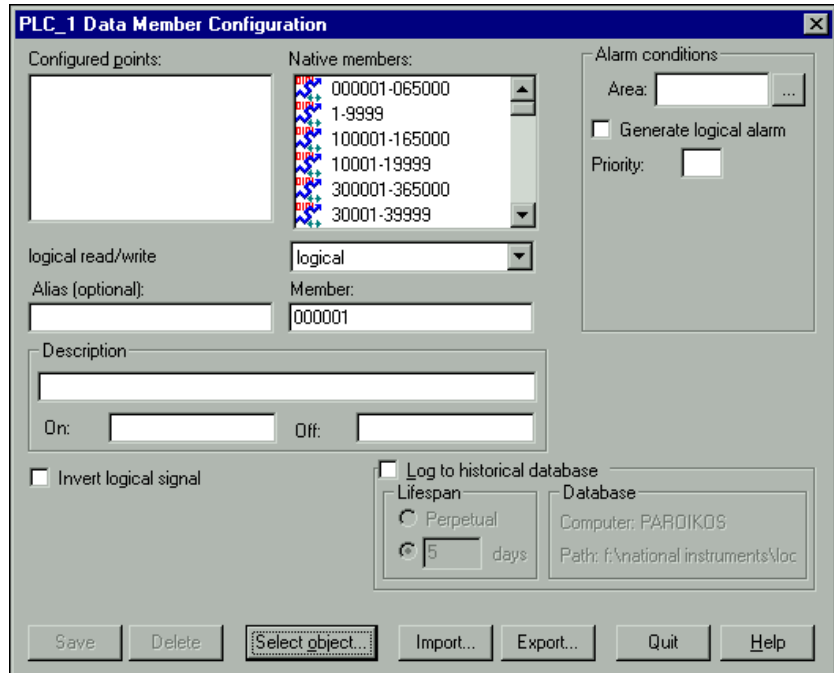 PLC_1 Data Member Configuration
Configured points:
Native members:
000001-065000
1-9999
100001-165000
10001-19999
300001-365000
30001-39999
Alarm conditions
Area:
...
Generate logical alarm
Priority:
logical read/write
logical
Alias (optional):
Member:
000001
Description
On:
Off:
Invert logical signal
Log to historical database
Lifespan
Perpetual
5 days
Database
Computer: PAROIKOS
Path: f:\national instruments\loc
Save Delete Select object... Import... Export... Quit Help